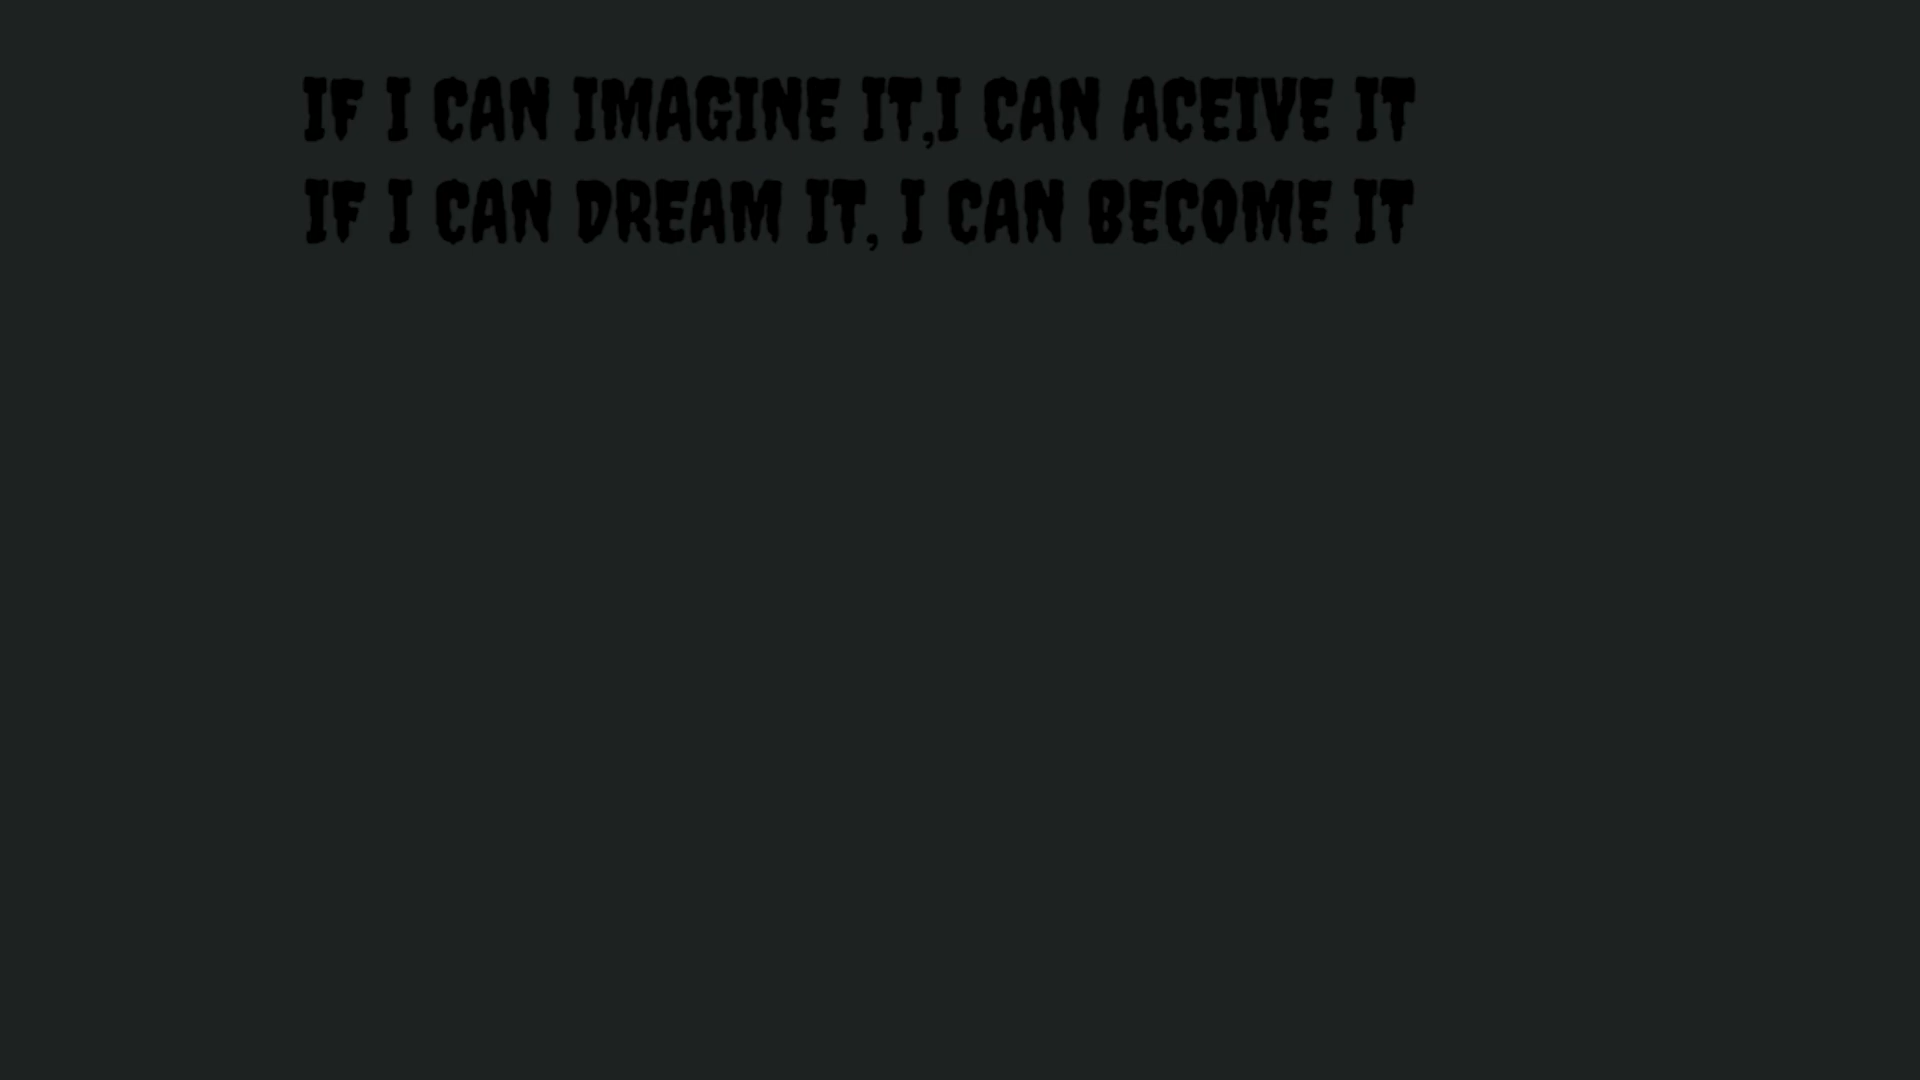 IF I CAN IMAGINE IT,I CAN ACEIVE IT
IF I CAN DREAM IT, I CAN BECOME IT